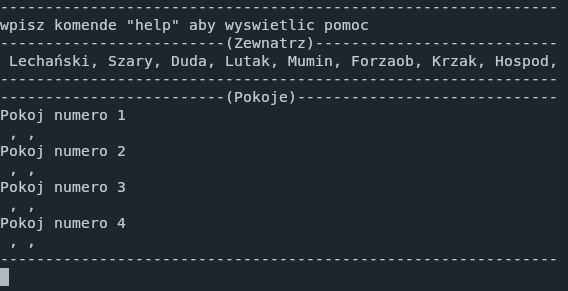 --------------------------------------------------------------
wpisz komende "help" aby wyswietlic pomoc
-------------------------(Zewnatrz)---------------------------
Lechański, Szary, Duda, Lutak, Mumin, Forzaob, Krzak, Hospod,
--------------------------------------------------------------
-------------------------(Pokoje)-----------------------------
Pokoj numero 1
, ,
Pokoj numero 2
, ,
Pokoj numero 3
, ,
Pokoj numero 4
, ,
--------------------------------------------------------------